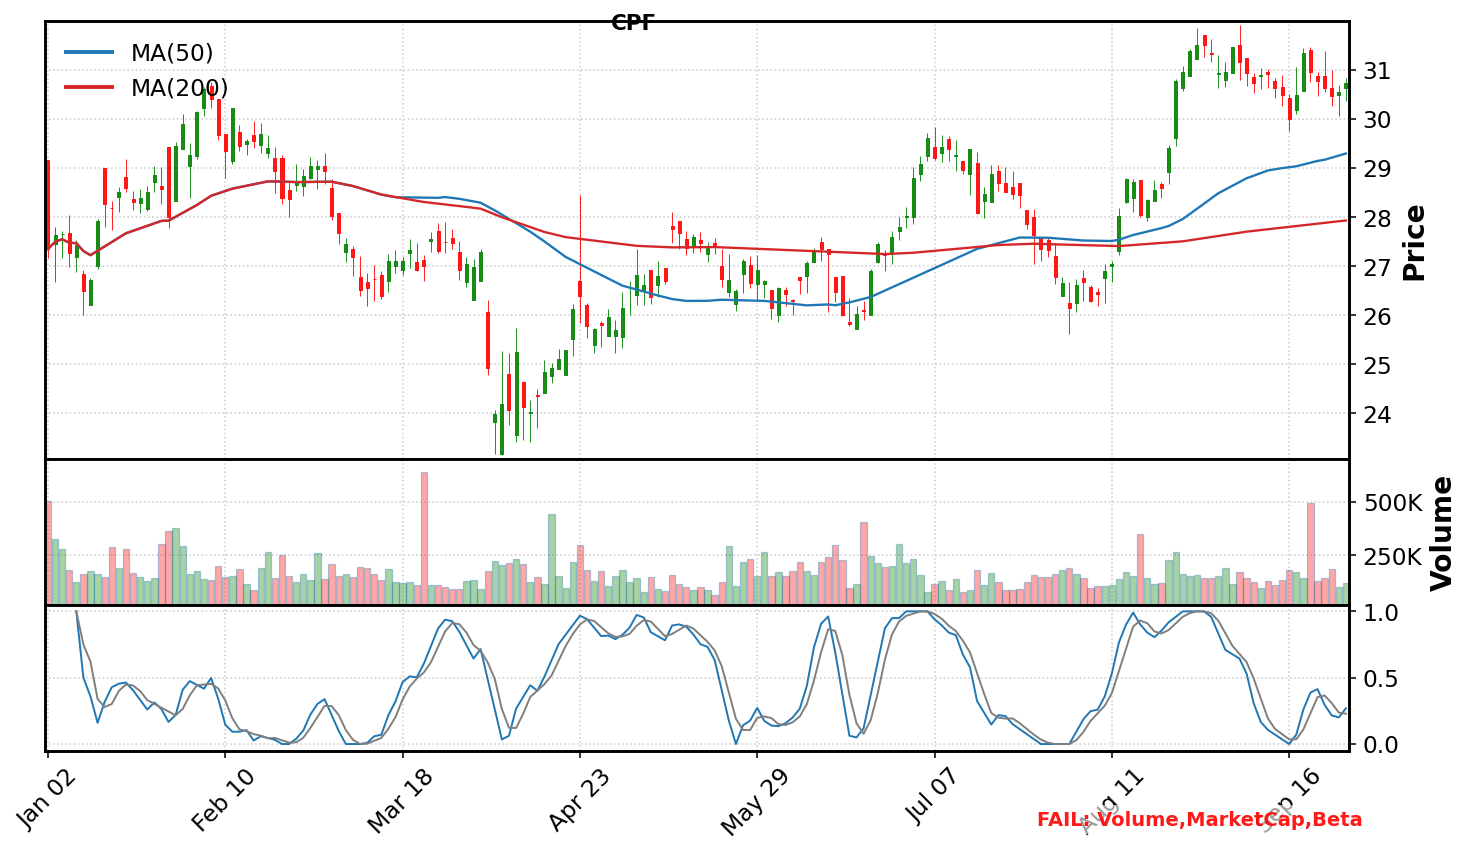 CPF
MA(50)
MA(200)
31
30
29
28
27
26
25
24
Price
500K
250K
Volume
1.0
0.5
0.0
Jan 02
Feb 10
Mar 18
Apr 23
May 29
Jul 07
Aug 11
Sep 16
FAIL: Volume,MarketCap,Beta